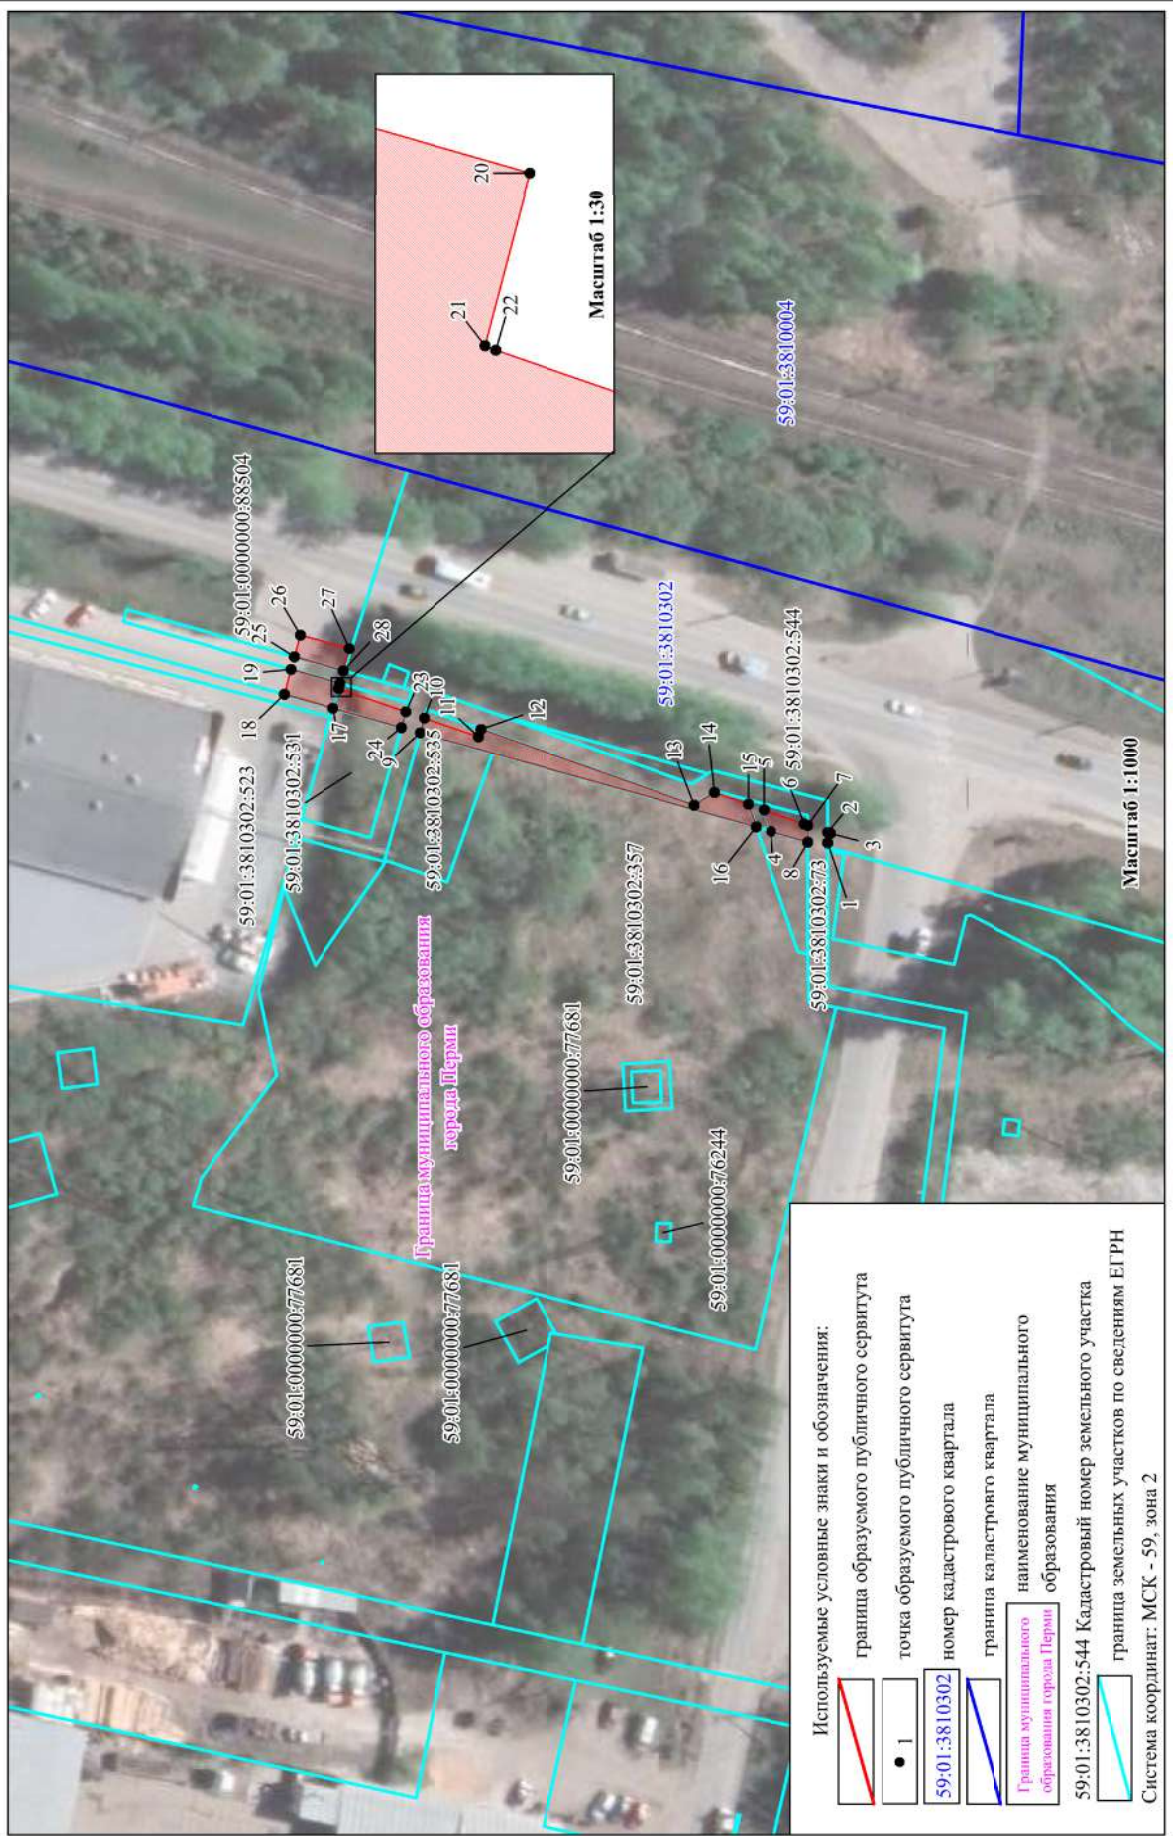 59:01:0000000:88504
18
19
25
26
27
28
17
24
23
9
10
11
12
59:01:3810302:523
59:01:3810302:531
59:01:3810302:535
20
21
22
Масштаб 1:30
59:01:3810004
59:01:3810302
59:01:3810302:544
13
14
15
5
6
7
2
3
16
4
8
1
59:01:3810302:357
59:01:3810302:73
Граница муниципального образования
города Перми
59:01:0000000:77681
59:01:0000000:76244
59:01:0000000:77681
59:01:0000000:77681
Масштаб 1:1000
Используемые условные знаки и обозначения:
граница образуемого публичного сервитута
1 точка образуемого публичного сервитута
59:01:3810302 номер кадастрового квартала
граница каластрового квартала
Граница муниципального
образования города Перми
наименование муниципального
образования
59:01:3810302:544 Кадастровый номер земельного участка
граница земельных участков по сведениям ЕГРН
Система координат: МСК - 59, зона 2